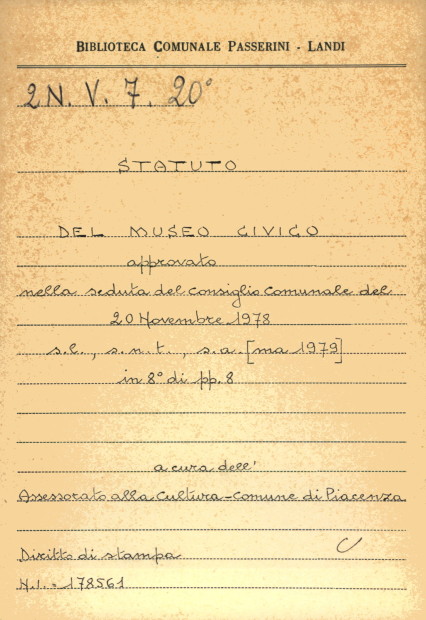 BIBLIOTECA COMUNALE PASSERINI - LANDI
2N. V. 7. 20°
STATUTO
DEL MUSEO CIVICO
approvato
nella seduta del Consiglio Comunale del
20 Novembre 1978
s.l., s.n.t., s.a. [ma 1979]
in 8° di pp. 8
a cura dell'
Assessorato alla Cultura - Comune di Piacenza
Diritto di stampa
N.I. = 178561